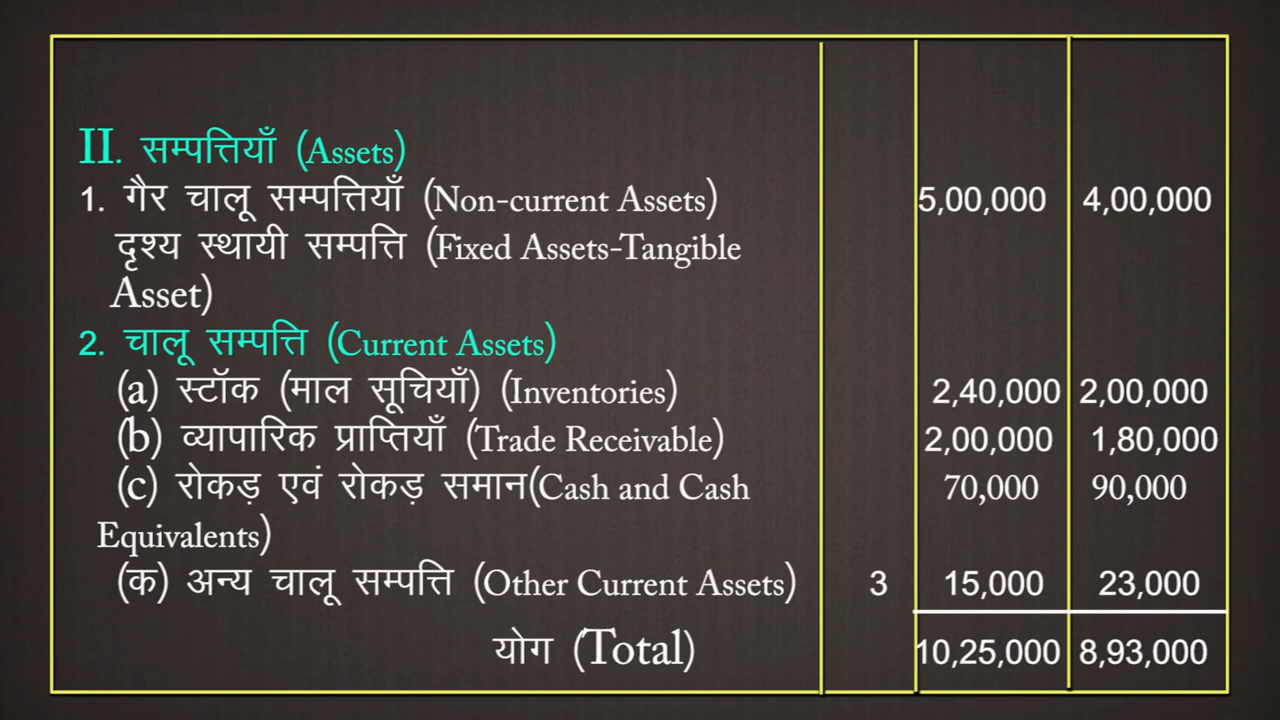 II. सम्पत्तियाँ (Assets)
1. गैर चालू सम्पत्तियाँ (Non-current Assets) 5,00,000 4,00,000
दृश्य स्थायी सम्पत्ति (Fixed Assets-Tangible
Asset)
2. चालू सम्पत्ति (Current Assets)
(a) स्टॉक (माल सूचियाँ) (Inventories) 2,40,000 2,00,000
(b) व्यापारिक प्राप्तियाँ (Trade Receivable) 2,00,000 1,80,000
(c) रोकड़ एवं रोकड़ समान(Cash and Cash 70,000 90,000
Equivalents)
(क) अन्य चालू सम्पत्ति (Other Current Assets) 3 15,000 23,000
योग (Total) 10,25,000 8,93,000